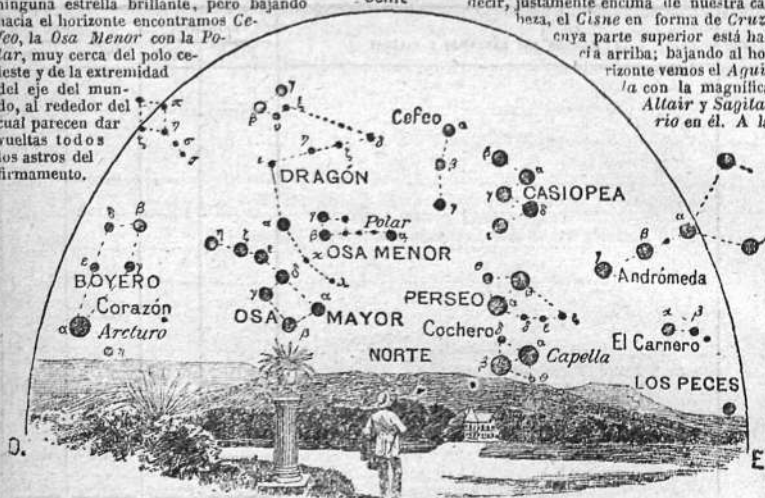 ninguna estrella brillante, pero bajando
hacia el horizonte encontramos Ce-
feo, la Osa Menor con la Po-
lar, muy cerca del polo ce-
leste y de la extremidad
del eje del mun-
do, al rededor del
cual parecen dar
vueltas todos
los astros del
firmamento.
decir, justamente encima de nuestra ca
beza, el Cisne en forma de Cruz
cuya parte superior está ha
cia arriba; bajando al ho
rizonte vemos el Agui
la con la magnifica
Altair y Sagita
rio en él. A la
Cefeo α
β
γ
DRAGÓN
CASIOPEA
Polar
OSA MENOR
Andrómeda
BOYERO
Corazón
α Arcturo
OSA MAYOR
PERSEO
Cochero
Capella
El Carnero
NORTE
LOS PECES
O.
E